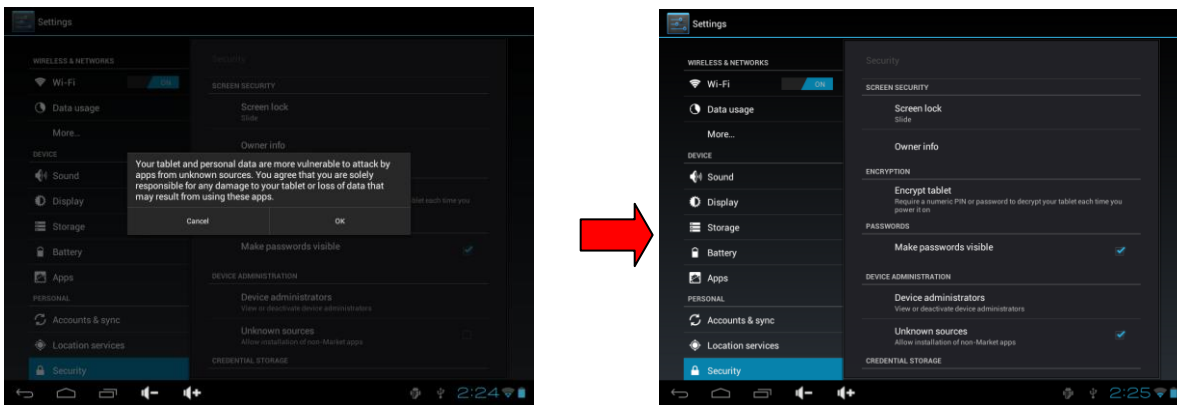 Settings
WIRELESS & NETWORKS
Wi-Fi ON
Data usage
More...
DEVICE
Sound
Display
Storage
Battery
Apps
PERSONAL
Accounts & sync
Location services
Security
Security
SCREEN SECURITY
Screen lock
Slide
Owner info
Your tablet and personal data are more vulnerable to attack by
apps from unknown sources. You agree that you are solely
responsible for any damage to your tablet or loss of data that
may result from using these apps.
Cancel OK
tablet each time you
Make passwords visible
DEVICE ADMINISTRATION
Device administrators
View or deactivate device administrators
Unknown sources
Allow installation of non-Market apps
CREDENTIAL STORAGE
2:24
Settings
WIRELESS & NETWORKS
Wi-Fi ON
Data usage
More...
DEVICE
Sound
Display
Storage
Battery
Apps
PERSONAL
Accounts & sync
Location services
Security
Security
SCREEN SECURITY
Screen lock
Slide
Owner info
ENCRYPTION
Encrypt tablet
Require a numeric PIN or password to decrypt your tablet each time you
power it on
PASSWORDS
Make passwords visible
DEVICE ADMINISTRATION
Device administrators
View or deactivate device administrators
Unknown sources
Allow installation of non-Market apps
CREDENTIAL STORAGE
2:25